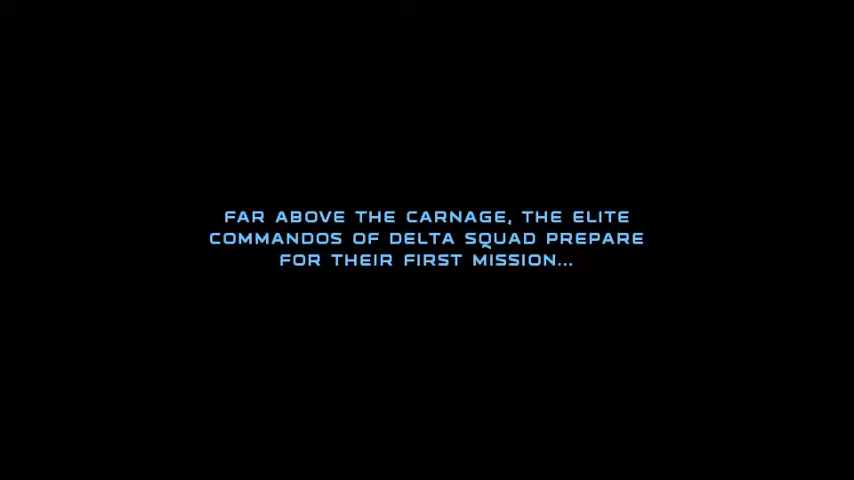 FAR ABOVE THE CARNAGE, THE ELITE
COMMANDOS OF DELTA SQUAD PREPARE
FOR THEIR FIRST MISSION...